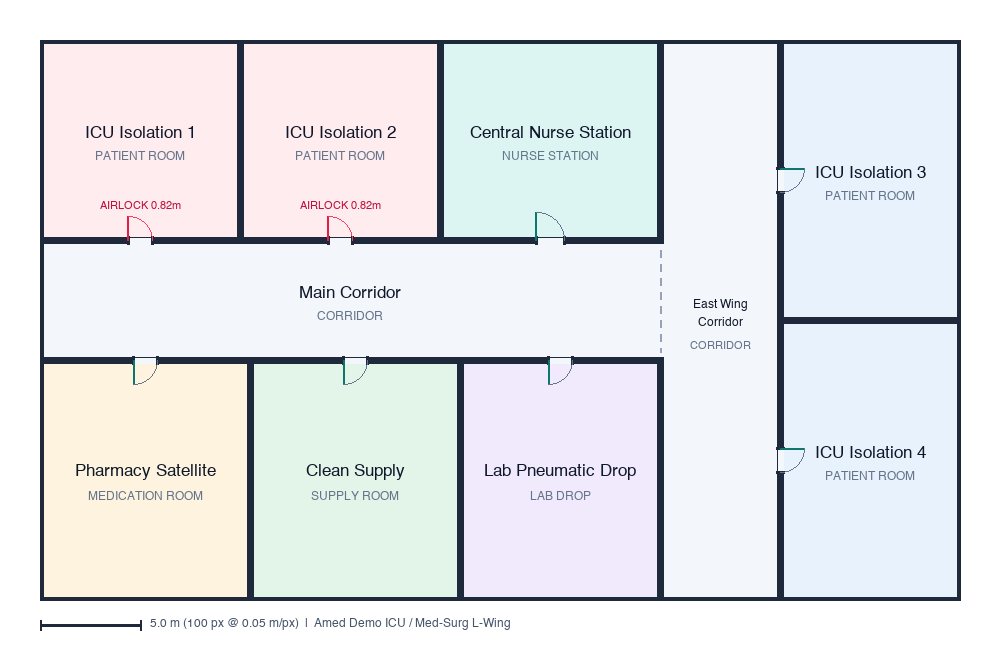 ICU Isolation 1
PATIENT ROOM
AIRLOCK 0.82m
ICU Isolation 2
PATIENT ROOM
AIRLOCK 0.82m
Central Nurse Station
NURSE STATION
ICU Isolation 3
PATIENT ROOM
Main Corridor
CORRIDOR
East Wing
Corridor
CORRIDOR
Pharmacy Satellite
MEDICATION ROOM
Clean Supply
SUPPLY ROOM
Lab Pneumatic Drop
LAB DROP
ICU Isolation 4
PATIENT ROOM
5.0 m (100 px @ 0.05 m/px) | Amed Demo ICU / Med-Surg L-Wing